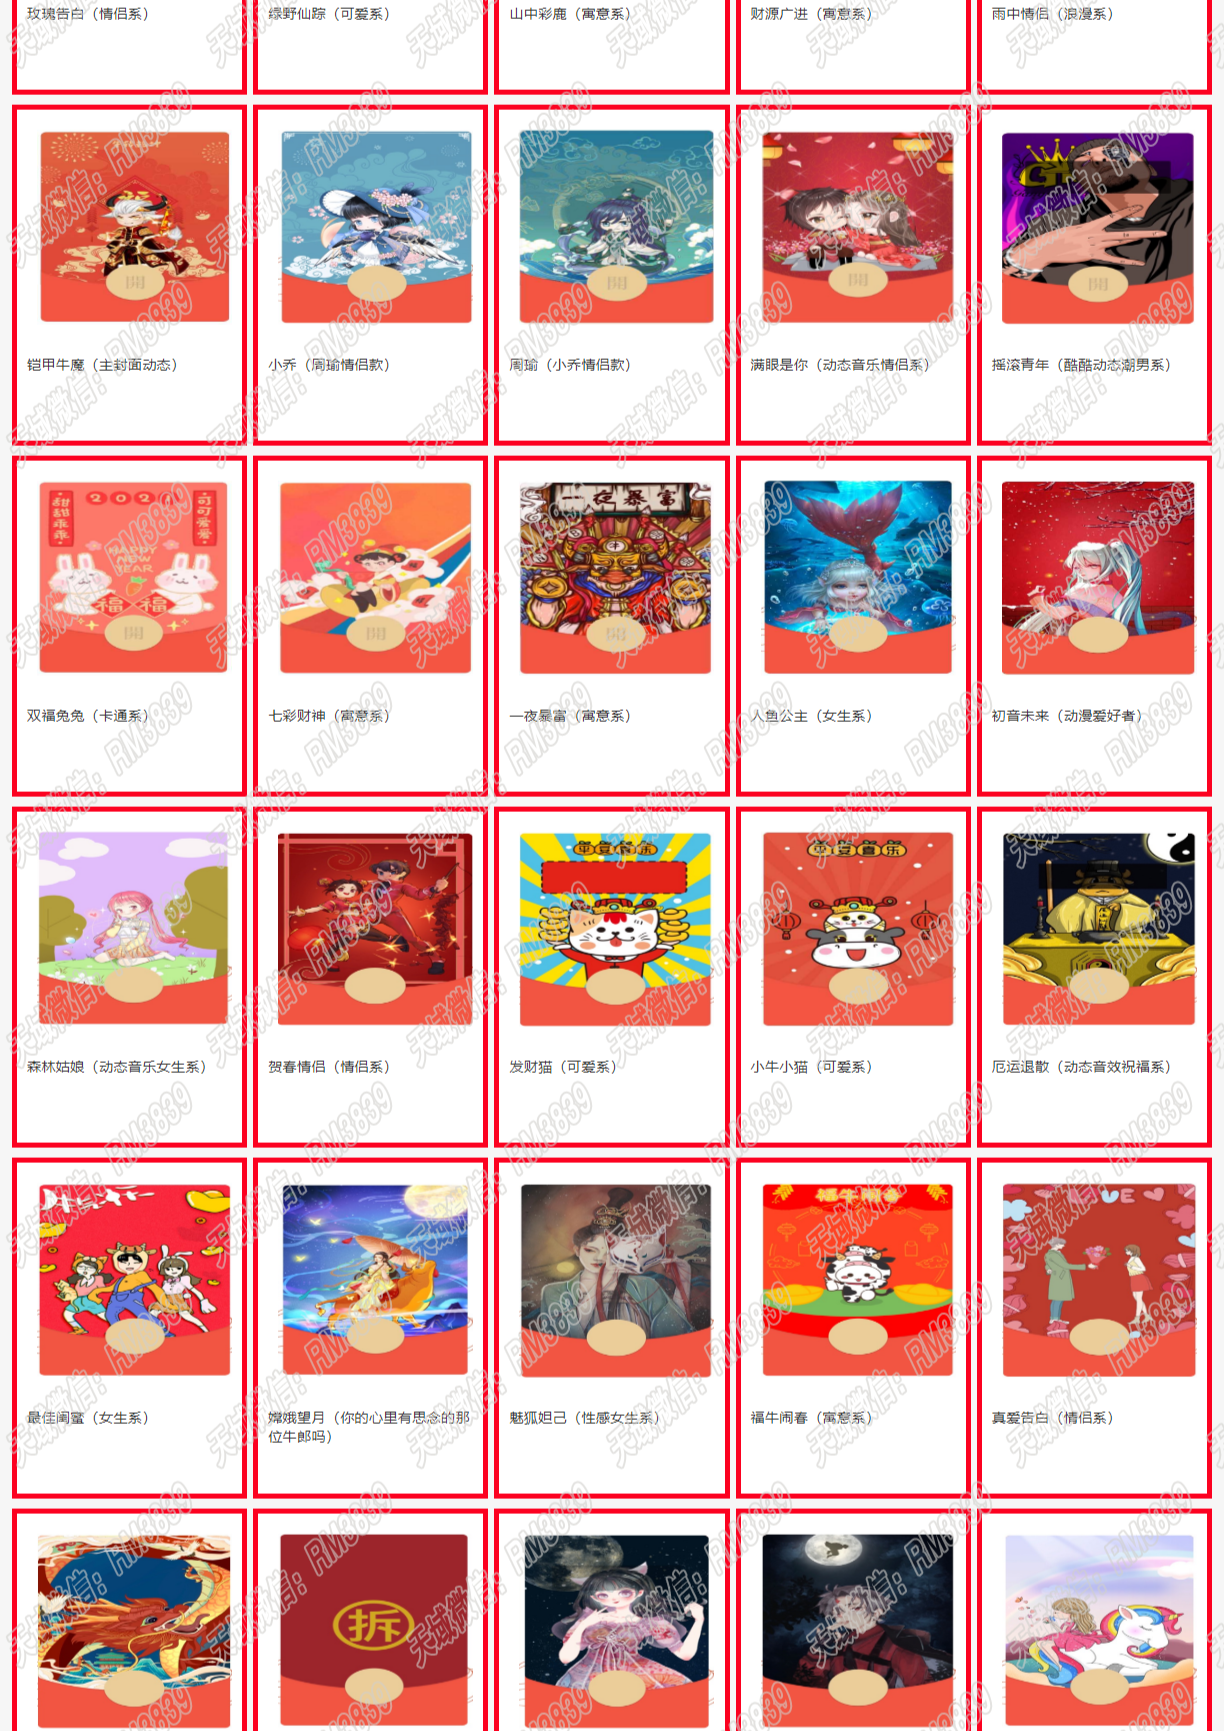 玫瑰告白（情侣系）
绿野仙踪（可爱系）
山中彩鹿（寓意系）
财源广进（寓意系）
雨中情侣（浪漫系）
開
開
開
GT
铠甲牛魔（主封面动态）
小乔（周瑜情侣款）
周瑜（小乔情侣款）
满眼是你（动态音乐情侣系）
摇滚青年（酷酷动态潮男系）
甜甜乖乖
202
可可爱爱
HAPPY
NEW
YEAR
福 福
開
開
一夜暴富
開
双福兔兔（卡通系）
七彩财神（寓意系）
一夜暴富（寓意系）
人鱼公主（女生系）
初音未来（动漫爱好者）
平安喜乐
平安喜乐
森林姑娘（动态音乐女生系）
贺春情侣（情侣系）
发财猫（可爱系）
小牛小猫（可爱系）
厄运退散（动态音效祝福系）
福牛闹春
最佳闺蜜（女生系）
嫦娥望月（你的心里有思念的那
位牛郎吗）
魅狐妲己（性感女生系）
福牛闹春（寓意系）
真爱告白（情侣系）
拆
天域微信：RM3839